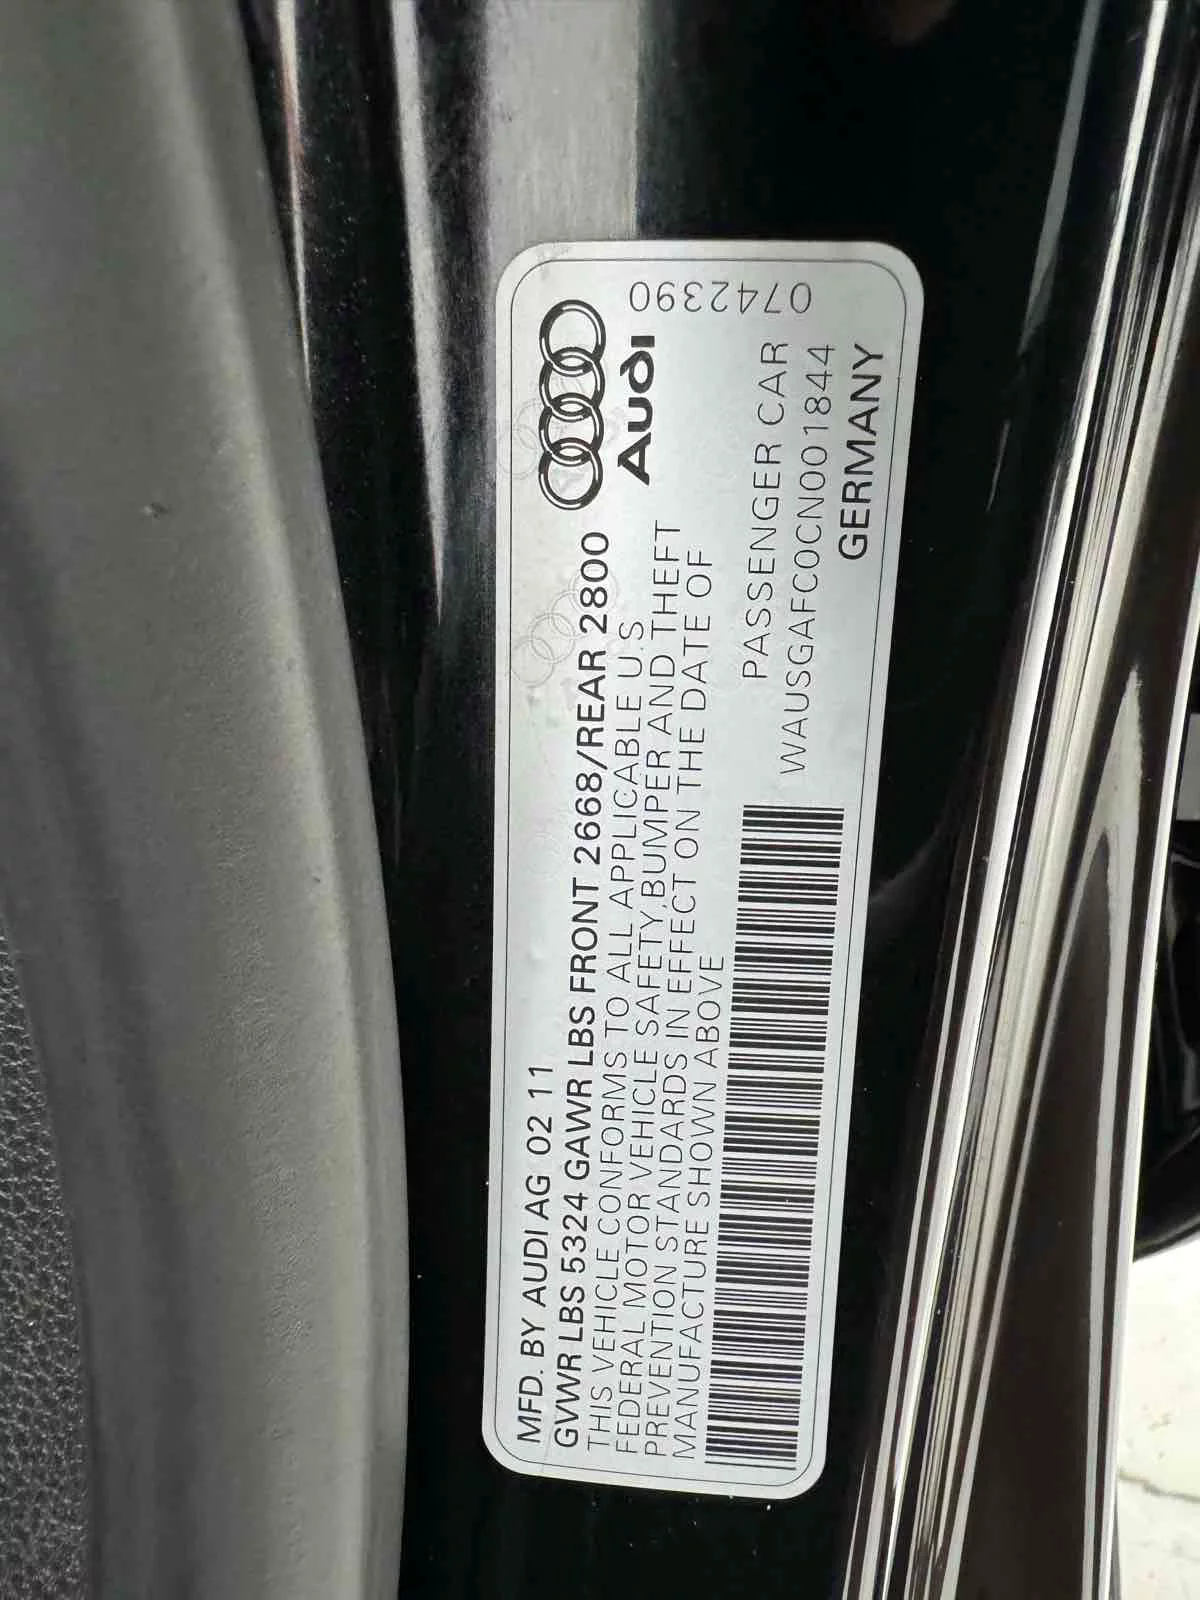 MFD. BY AUDI AG 02 11
GVWR LBS 5324 GAWR LBS FRONT 2668/REAR 2800
THIS VEHICLE CONFORMS TO ALL APPLICABLE U.S
FEDERAL MOTOR VEHICLE SAFETY,BUMPER AND THEFT
PREVENTION STANDARDS IN EFFECT ON THE DATE OF
MANUFACTURE SHOWN ABOVE
Audi
PASSENGER CAR
WAUSGAFC0CN001844
GERMANY
0742390